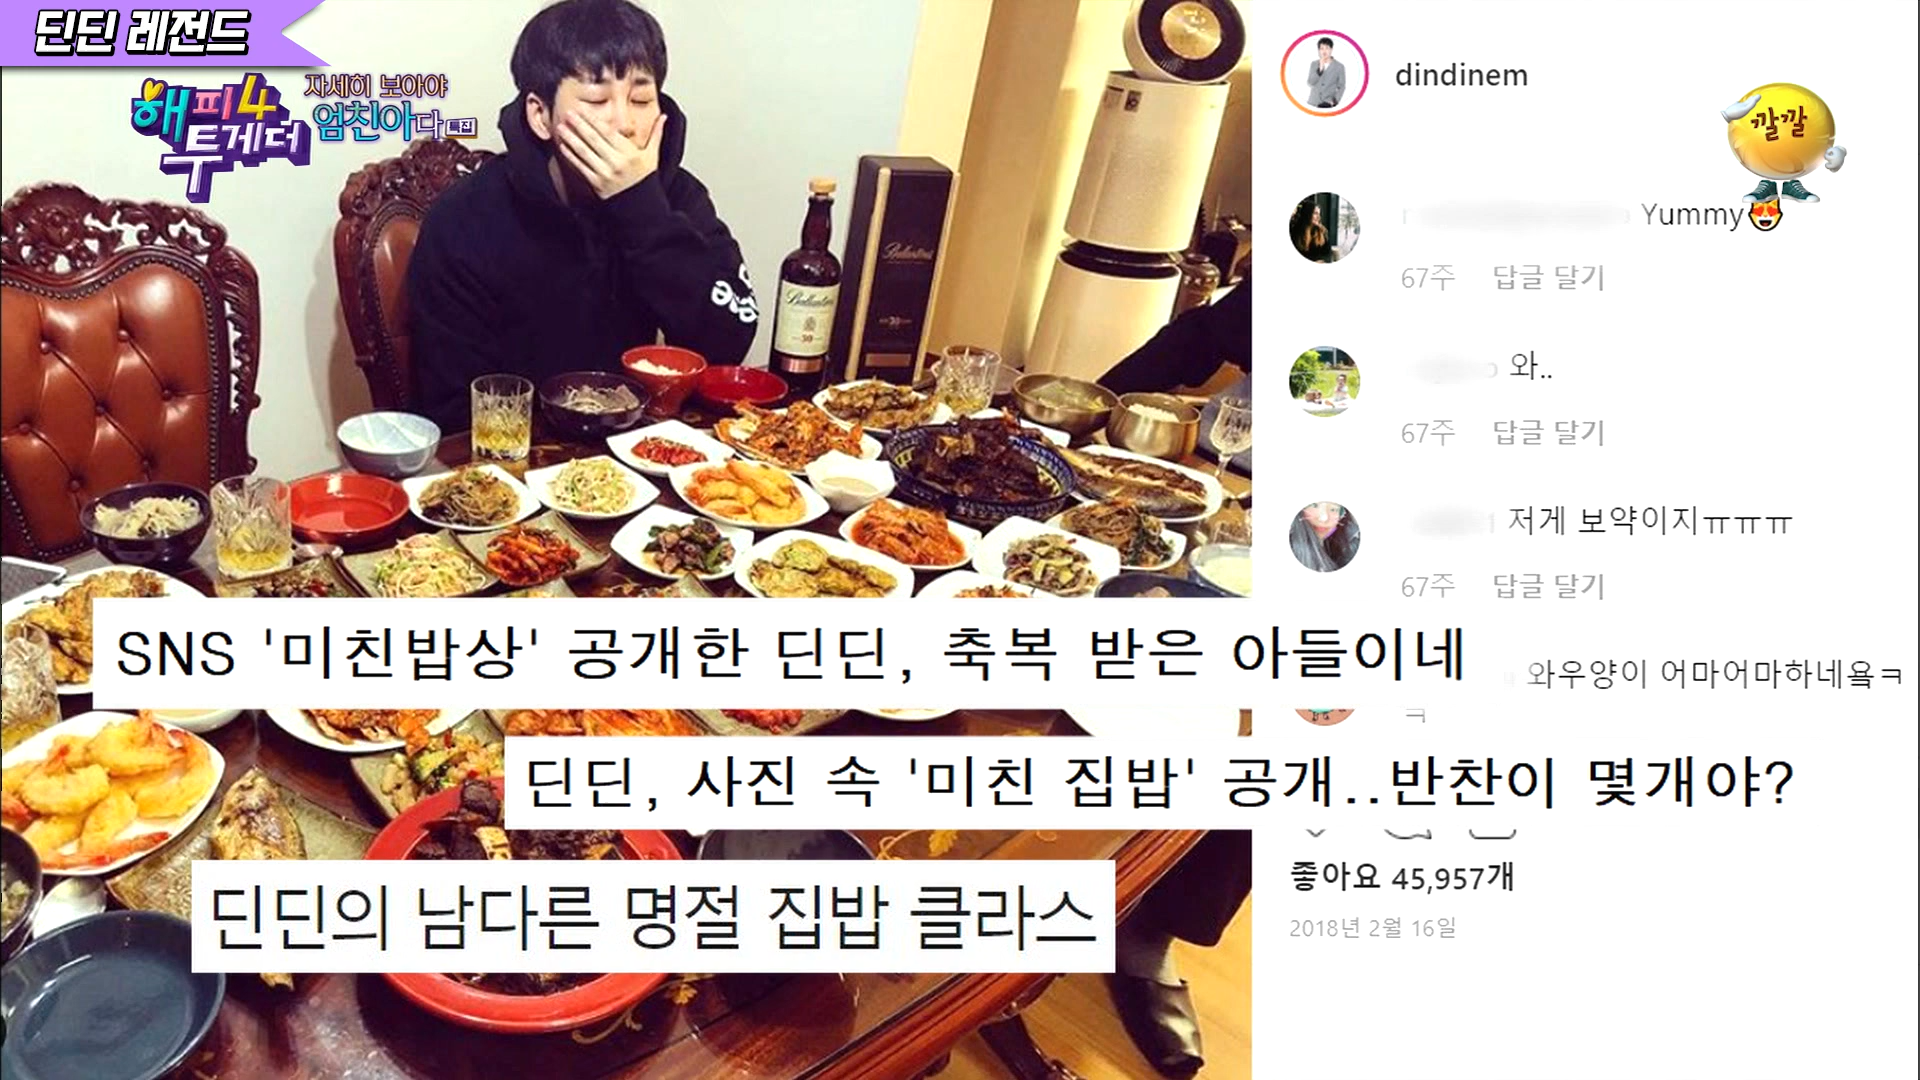 딘딘 레전드
해피투게더4
자세히 보아야
엄친아다 특집
dindinem
깔깔
Yummy
67주 답글 달기
와..
67주 답글 달기
저게 보약이지ㅠㅠㅠ
67주 답글 달기
와우양이 어마어마하네욬ㅋ
ㅋ
Ballantine's
30
Ballantine's
30
SNS '미친밥상' 공개한 딘딘, 축복 받은 아들이네
딘딘, 사진 속 '미친 집밥' 공개..반찬이 몇개야?
딘딘의 남다른 명절 집밥 클라스
좋아요 45,957개
2018년 2월 16일